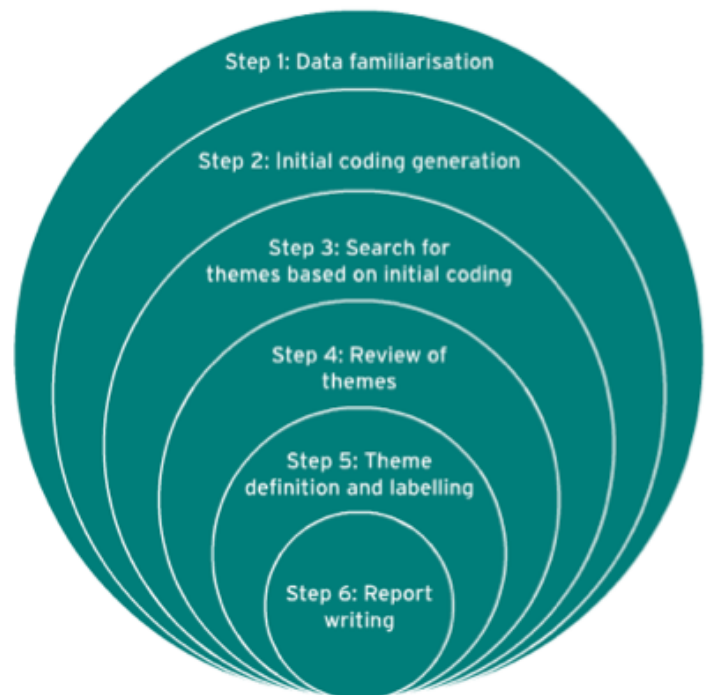 Step 1: Data familiarisation
Step 2: Initial coding generation
Step 3: Search for
themes based on initial coding
Step 4: Review of
themes
Step 5: Theme
definition and labelling
Step 6: Report
writing